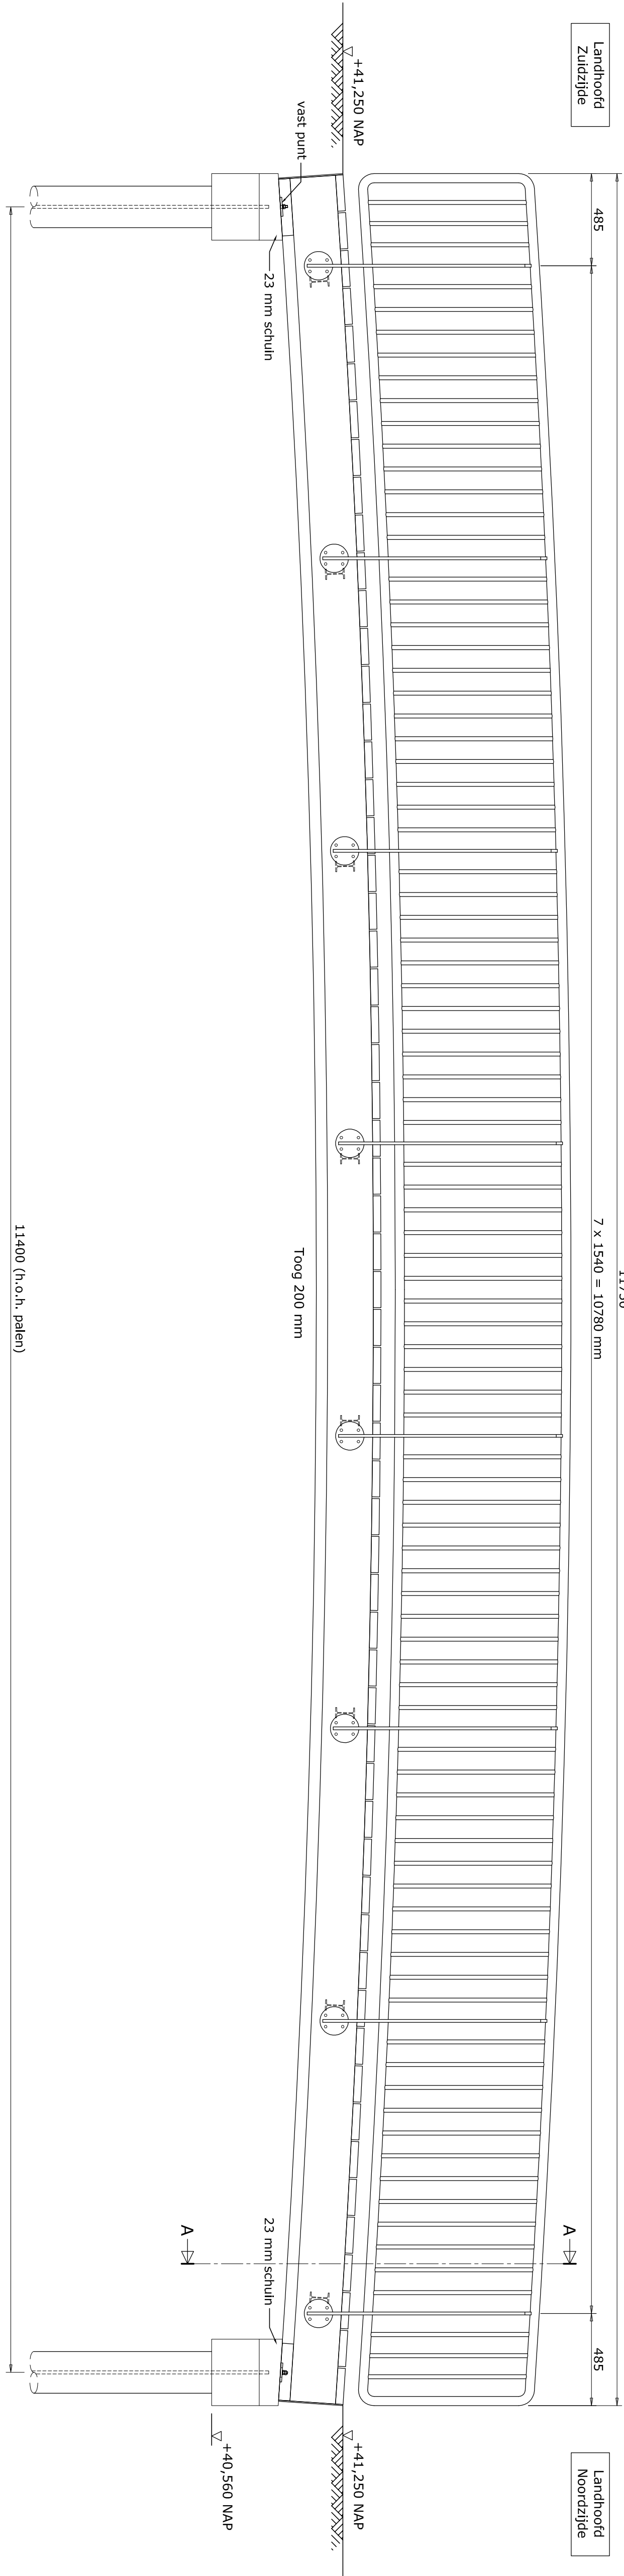 Landhoofd
Zuidzijde
+41,250 NAP
vast punt
23 mm schuin
485
7 x 1540 = 10780 mm
Toog 200 mm
11400 (h.o.h. palen)
A
A
23 mm schuin
485
+41,250 NAP
+40,560 NAP
Landhoofd
Noordzijde